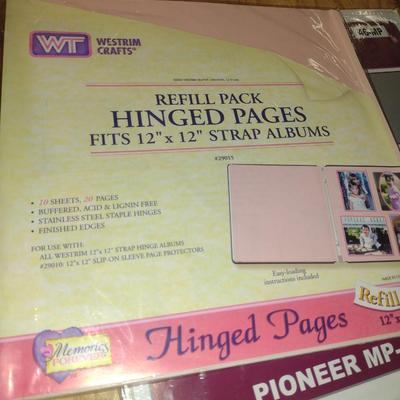 WT WESTRIM
CRAFTS®
46-MP
REFILL PACK
HINGED PAGES
FITS 12" x 12" STRAP ALBUMS
#29015
• 10 SHEETS, 20 PAGES
• BUFFERED, ACID & LIGNIN FREE
• STAINLESS STEEL STAPLE HINGES
• FINISHED EDGES
FOR USE WITH:
ALL WESTRIM 12"x 12" STRAP HINGE ALBUMS
#29010: 12"x 12" SLIP-ON SLEEVE PAGE PROTECTORS
Easy-loading
instructions included
Memories
FOREVER
Hinged Pages
Refill
12"x
PIONEER MP-